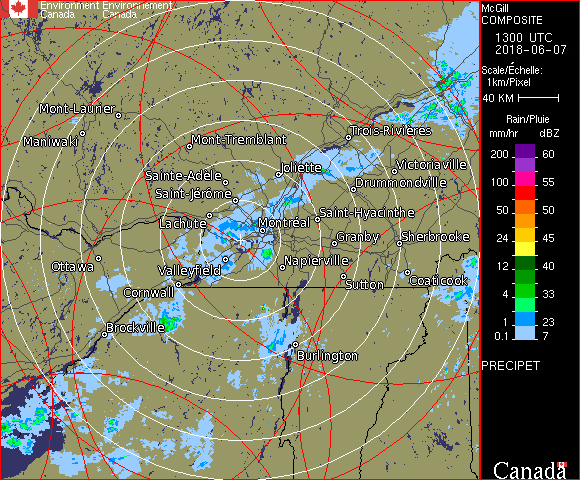 Environment Environnement
Canada Canada
McGill
COMPOSITE
1300 UTC
2018-06-07
Scale/Échelle:
1km/Pixel
40 KM
Rain/Pluie
mm/hr dBZ
200 60
100 55
50 50
24 45
12 40
4 33
1 23
0.1 7
PRECIPET
Canada
Mont-Laurier
Maniwaki
Mont-Tremblant
Trois-Rivières
Joliette
Victoriaville
Sainte-Adèle
Drummondville
Saint-Jérôme
Lachute
Saint-Hyacinthe
Montréal
Granby
Sherbrooke
Ottawa
Valleyfield
Napierville
Sutton
Coaticook
Cornwall
Brockville
Burlington